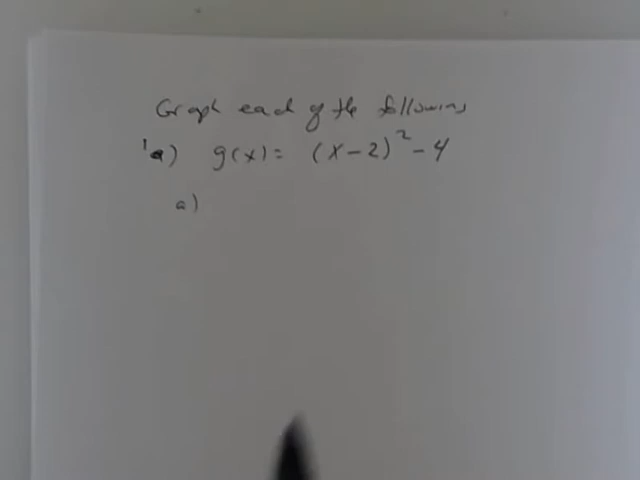 Graph each of the following
1a) g(x) = (x-2)² - 4
a)